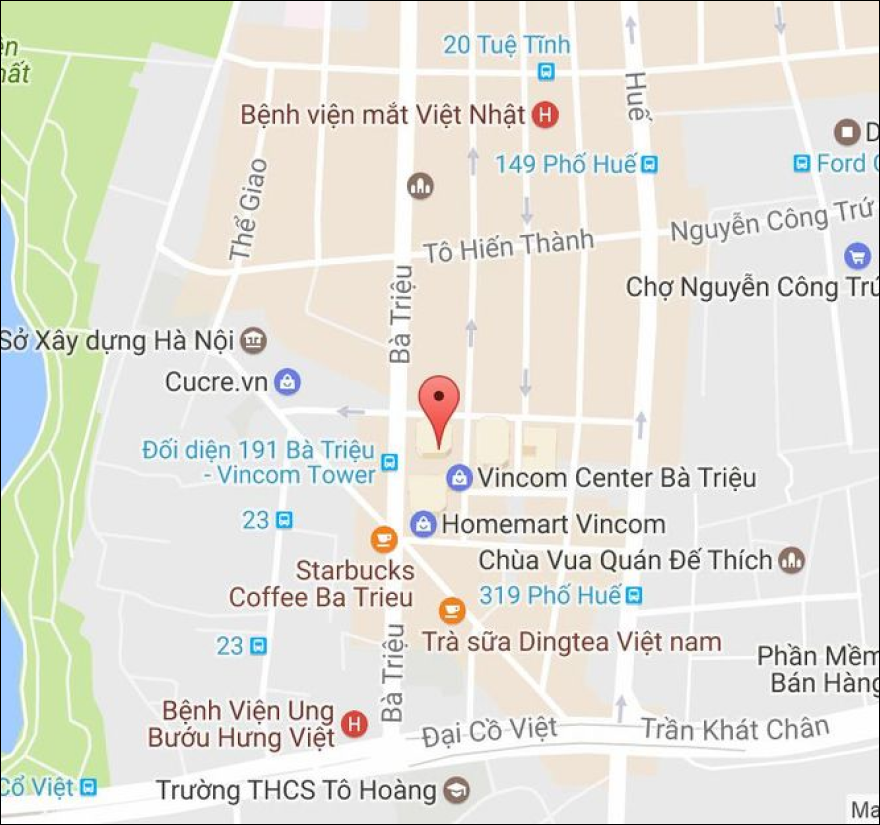 20 Tuệ Tĩnh
Bệnh viện mắt Việt Nhật
H
Huế
149 Phố Huế
Ford
Thể Giao
Tô Hiến Thành
Nguyễn Công Trứ
Chợ Nguyễn Công Trứ
Bà Triệu
Sở Xây dựng Hà Nội
Cucre.vn
Đối diện 191 Bà Triệu
- Vincom Tower
Vincom Center Bà Triệu
23
Homemart Vincom
Chùa Vua Quán Đế Thích
Starbucks
Coffee Ba Trieu
319 Phố Huế
Trà sữa Dingtea Việt nam
23
Bà Triệu
Phần Mềm
Bán Hàng
Bệnh Viện Ung
Bướu Hưng Việt
H
Đại Cồ Việt
Trần Khát Chân
Cổ Việt
Trường THCS Tô Hoàng